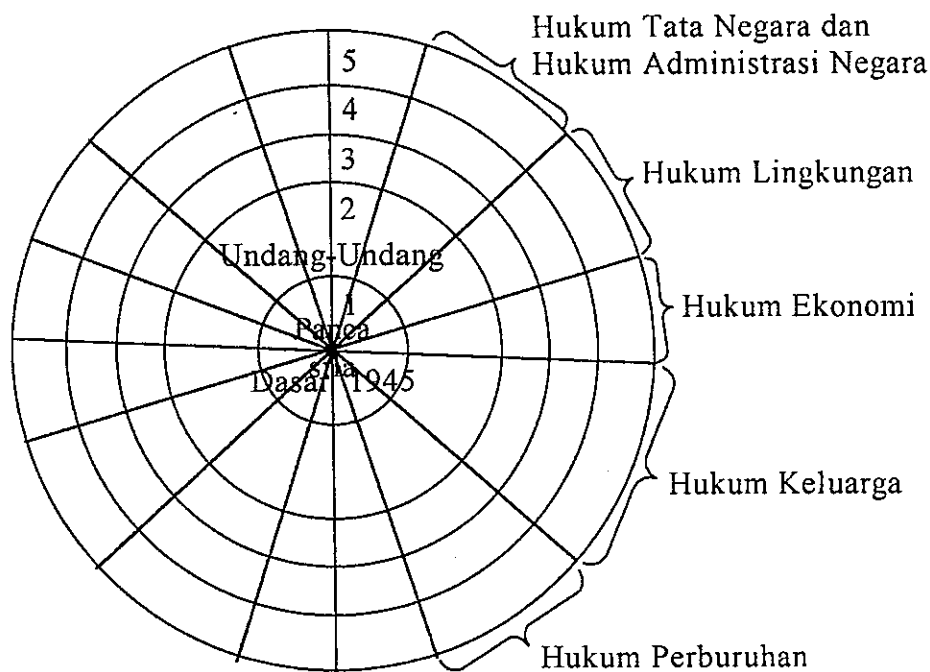 Hukum Tata Negara dan
Hukum Administrasi Negara
5
4
3
2
Hukum Lingkungan
Undang-Undang
1
Hukum Ekonomi
Panca
sila
Dasar 1945
Hukum Keluarga
Hukum Perburuhan